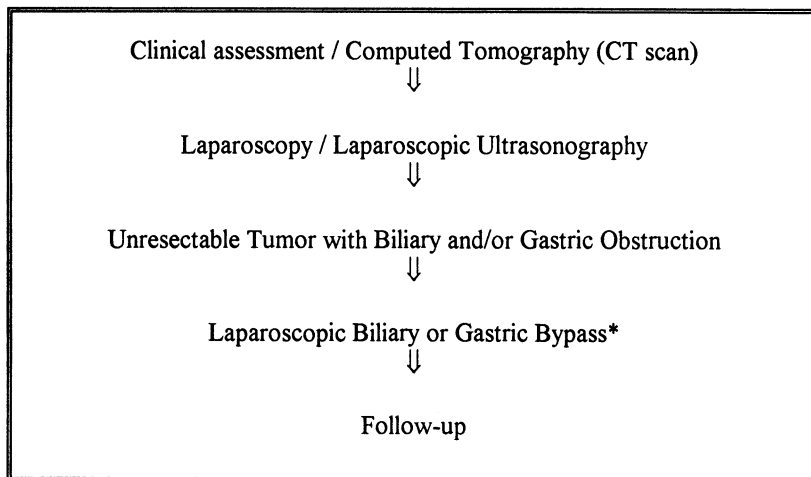 Clinical assessment / Computed Tomography (CT scan)
⇓
Laparoscopy / Laparoscopic Ultrasonography
⇓
Unresectable Tumor with Biliary and/or Gastric Obstruction
⇓
Laparoscopic Biliary or Gastric Bypass*
⇓
Follow-up